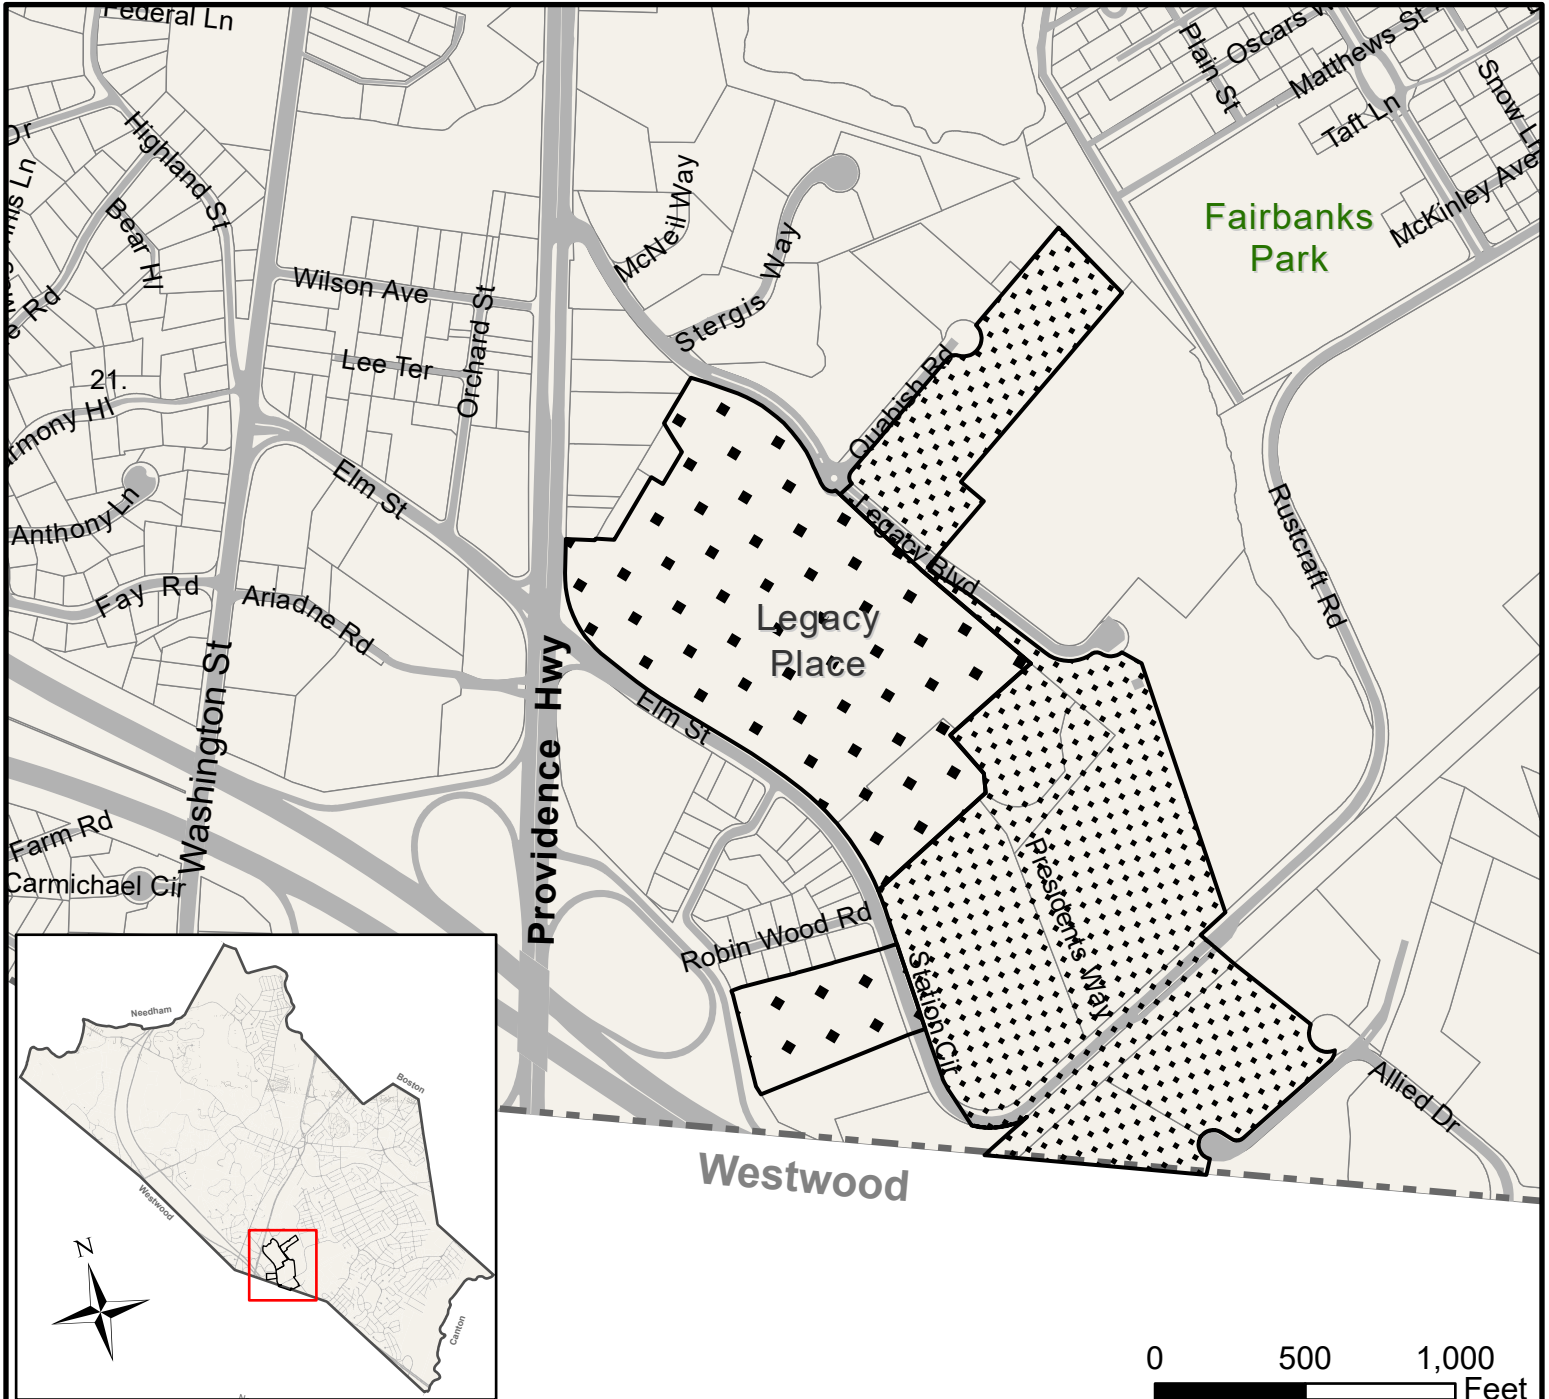 Federal Ln
Plain St
Oscars
Matthews St
Snow Ln
Taft Ln
McKinley Ave
Fairbanks
Park
Dr
Highland St
Bear Hl
McNeil Way
Stergis Way
Wilson Ave
Orchard St
Lee Ter
21.
Quabish Rd
Elm St
Anthony Ln
Legacy Blvd
Rustcraft Rd
Fay Rd
Ariadne Rd
Legacy
Place
Providence Hwy
Washington St
Elm St
Farm Rd
Carmichael Cir
Presidents Way
Robin Wood Rd
Station Cir
Allied Dr
Westwood
Needham
Boston
Westwood
Canton
N
0 500 1,000
Feet